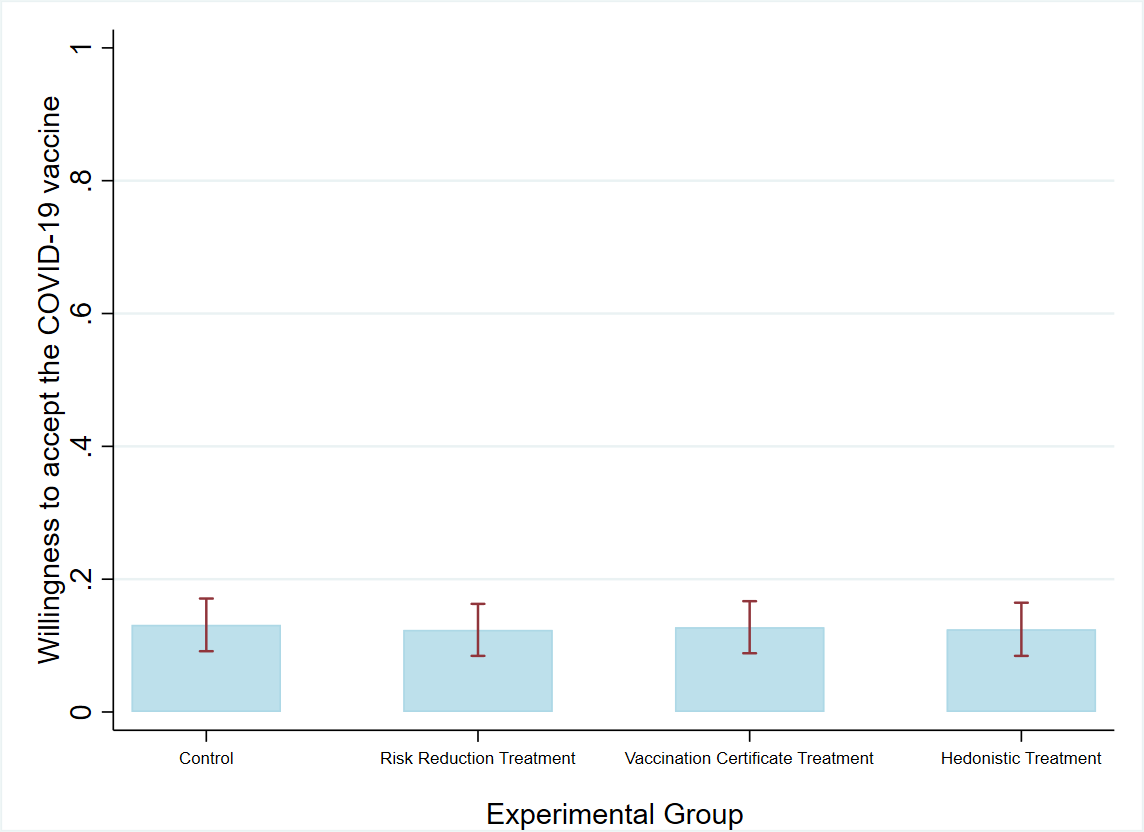 Willingness to accept the COVID-19 vaccine
1
.8
.6
.4
.2
0
Control
Risk Reduction Treatment
Vaccination Certificate Treatment
Hedonistic Treatment
Experimental Group